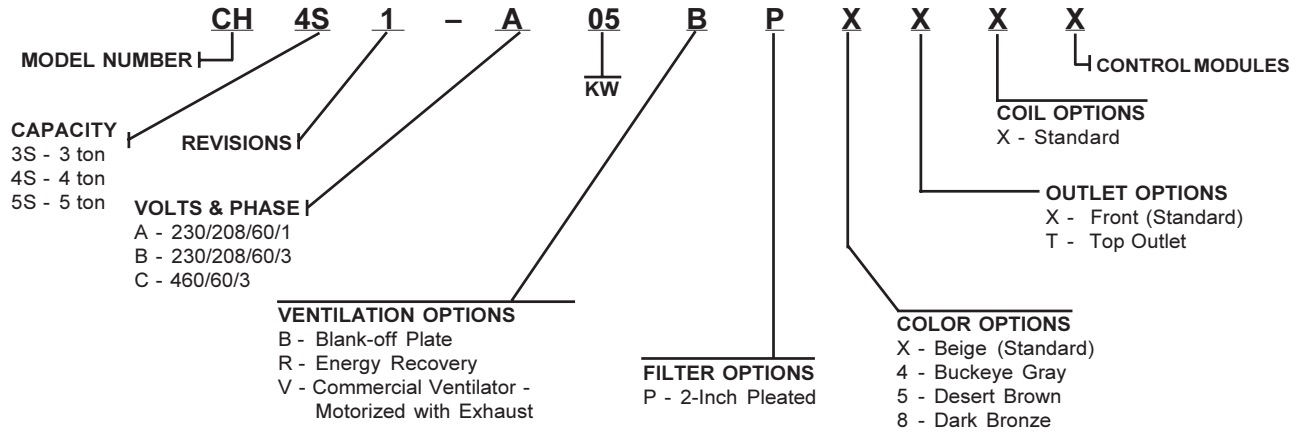 CH 4S 1 – A 05 B P X X X X
MODEL NUMBER
CONTROL MODULES
KW
CAPACITY
3S - 3 ton
4S - 4 ton
5S - 5 ton
REVISIONS
COIL OPTIONS
X - Standard
VOLTS & PHASE
A - 230/208/60/1
B - 230/208/60/3
C - 460/60/3
OUTLET OPTIONS
X - Front (Standard)
T - Top Outlet
VENTILATION OPTIONS
B - Blank-off Plate
R - Energy Recovery
V - Commercial Ventilator -
Motorized with Exhaust
FILTER OPTIONS
P - 2-Inch Pleated
COLOR OPTIONS
X - Beige (Standard)
4 - Buckeye Gray
5 - Desert Brown
8 - Dark Bronze